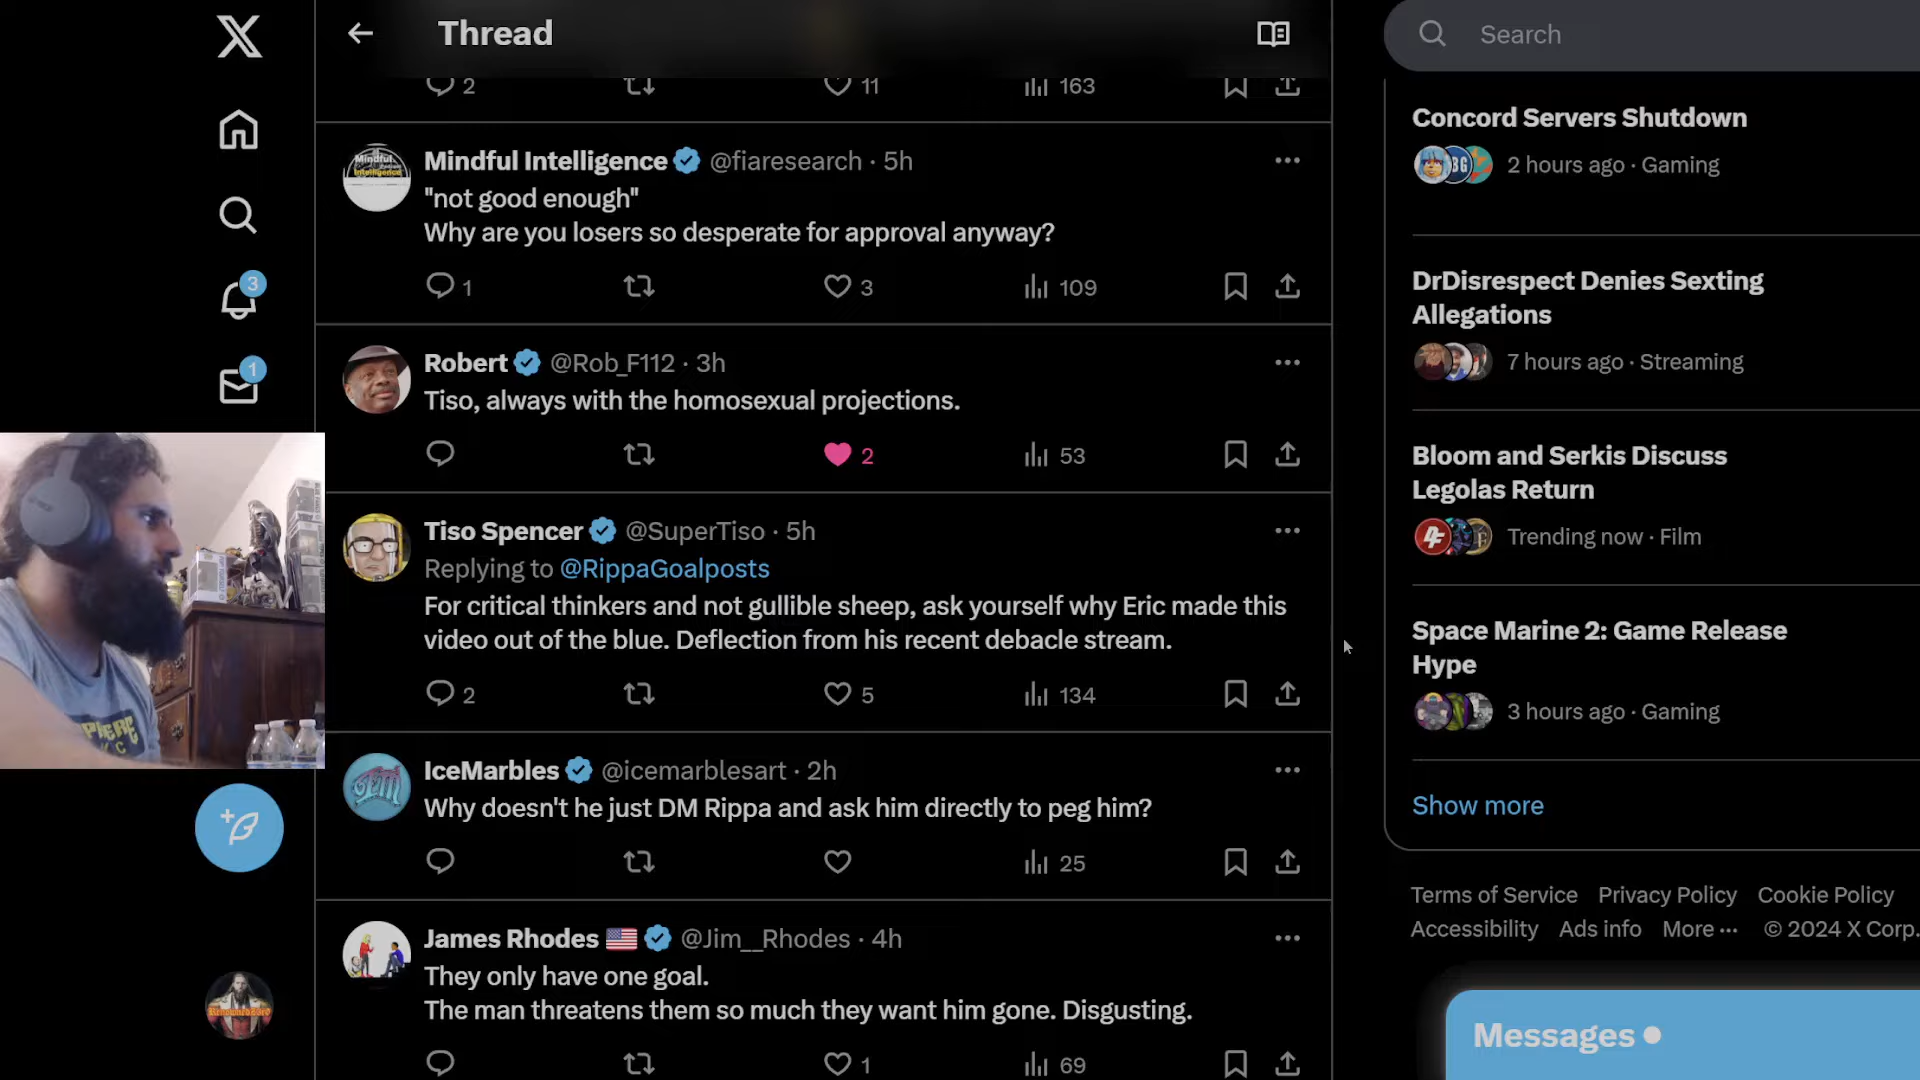 Thread
Search
2
11
163
Mindful Intelligence @fiaresearch · 5h
"not good enough"
Why are you losers so desperate for approval anyway?
1
3
109
Robert @Rob_F112 · 3h
Tiso, always with the homosexual projections.
2
53
Tiso Spencer @SuperTiso · 5h
Replying to @RippaGoalposts
For critical thinkers and not gullible sheep, ask yourself why Eric made this
video out of the blue. Deflection from his recent debacle stream.
2
5
134
IceMarbles @icemarblesart · 2h
Why doesn't he just DM Rippa and ask him directly to peg him?
25
James Rhodes @Jim__Rhodes · 4h
They only have one goal.
The man threatens them so much they want him gone. Disgusting.
1
69
3
1
Concord Servers Shutdown
BG
2 hours ago · Gaming
DrDisrespect Denies Sexting
Allegations
7 hours ago · Streaming
Bloom and Serkis Discuss
Legolas Return
Trending now · Film
Space Marine 2: Game Release
Hype
3 hours ago · Gaming
Show more
Terms of Service Privacy Policy Cookie Policy
Accessibility Ads info More ··· © 2024 X Corp.
Messages